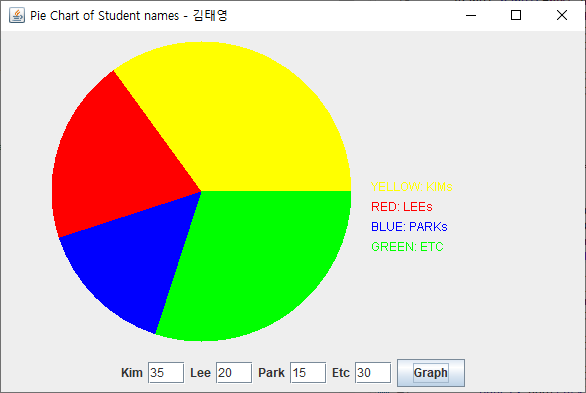 Pie Chart of Student names - 김태영
YELLOW: KIMs
RED: LEEs
BLUE: PARKs
GREEN: ETC
Kim 35 Lee 20 Park 15 Etc 30 Graph